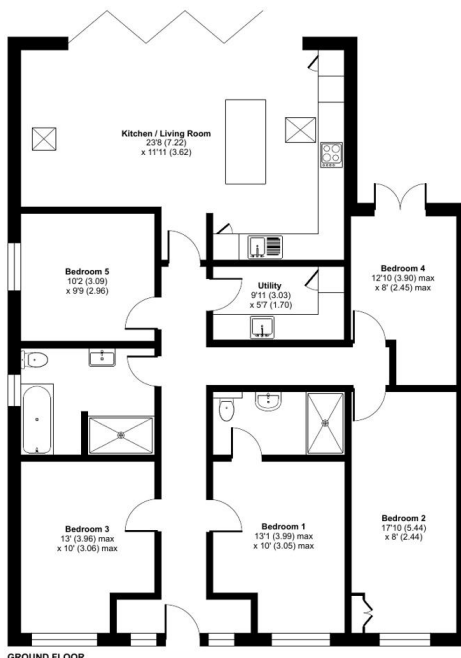 Kitchen / Living Room
23'8 (7.22)
x 11'11 (3.62)
Bedroom 5
10'2 (3.09)
x 9'9 (2.96)
Utility
9'11 (3.03)
x 5'7 (1.70)
Bedroom 4
12'10 (3.90) max
x 8' (2.45) max
Bedroom 3
13' (3.96) max
x 10' (3.06) max
Bedroom 1
13'1 (3.99) max
x 10' (3.05) max
Bedroom 2
17'10 (5.44)
x 8' (2.44)
GROUND FLOOR